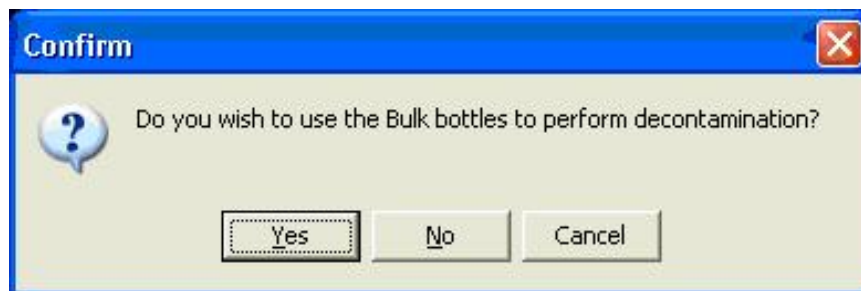 Confirm
Do you wish to use the Bulk bottles to perform decontamination?
Yes No Cancel